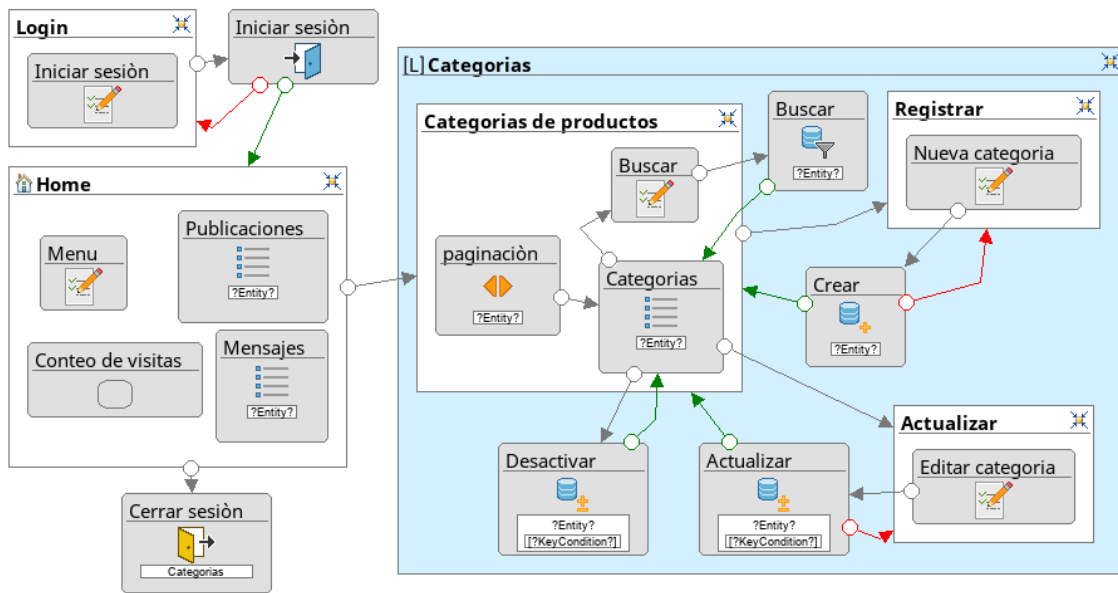 Login
Iniciar sesiòn
Iniciar sesiòn
Home
Menu
Publicaciones
?Entity?
Conteo de visitas
Mensajes
?Entity?
Cerrar sesiòn
Categorias
[L] Categorias
Categorias de productos
Buscar
paginaciòn
?Entity?
Categorias
?Entity?
Buscar
?Entity?
Registrar
Nueva categoria
Crear
?Entity?
Desactivar
?Entity?
[?KeyCondition?]
Actualizar
?Entity?
[?KeyCondition?]
Actualizar
Editar categoria